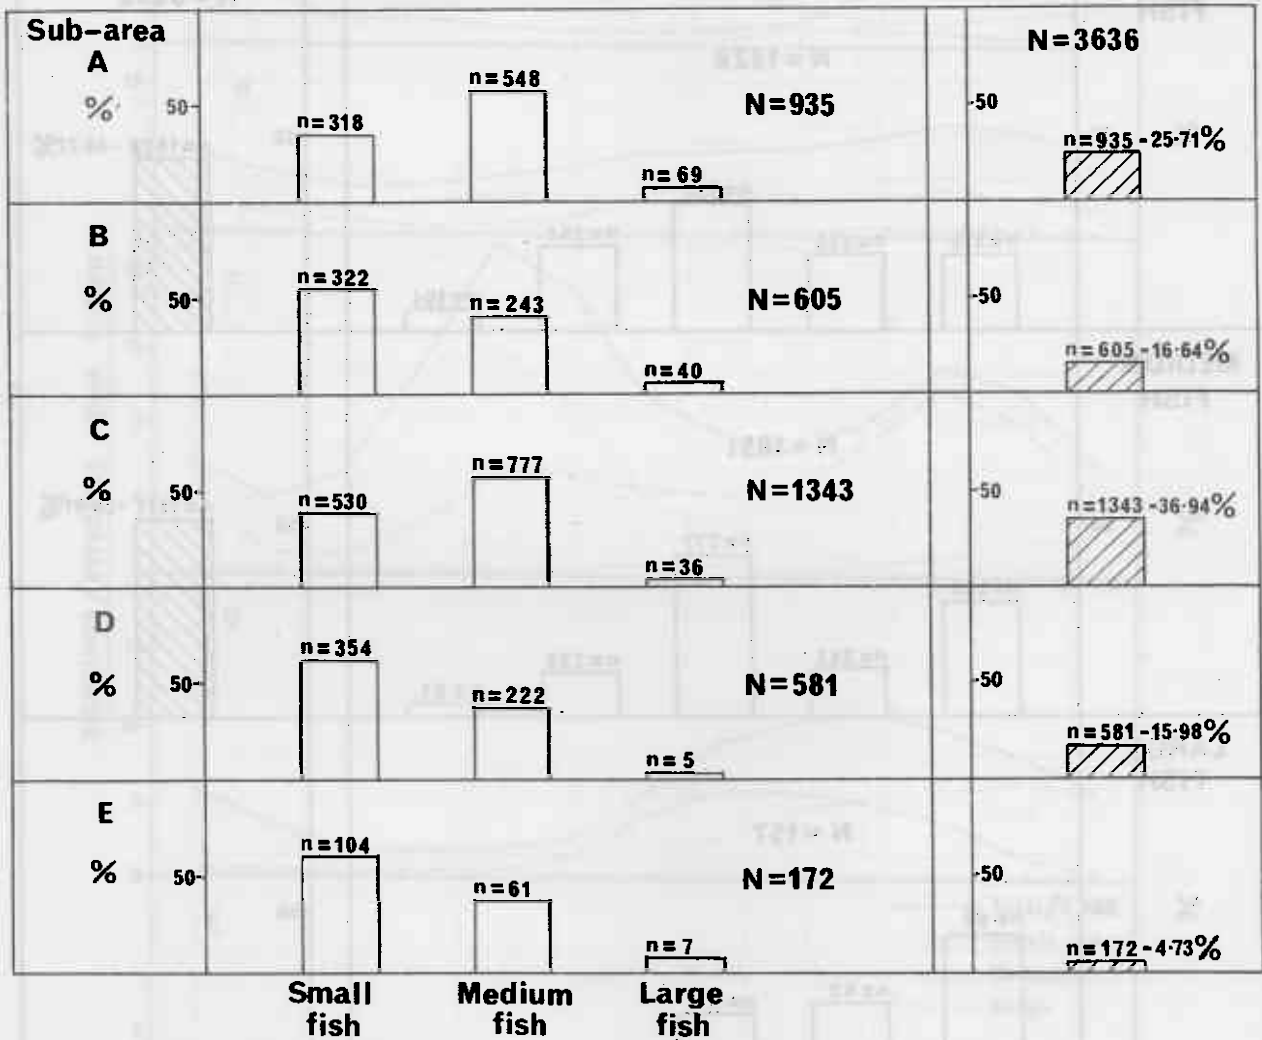 Sub-area
A
%
50
n=318
n=548
n=69
N=935
N=3636
50
n=935-25·71%
B
%
50
n=322
n=243
n=40
N=605
50
n=605-16·64%
C
%
50
n=530
n=777
n=36
N=1343
50
n=1343-36·94%
D
%
50
n=354
n=222
n=5
N=581
50
n=581-15·98%
E
%
50
n=104
n=61
n=7
N=172
50
n=172-4·73%
Small fish
Medium fish
Large fish